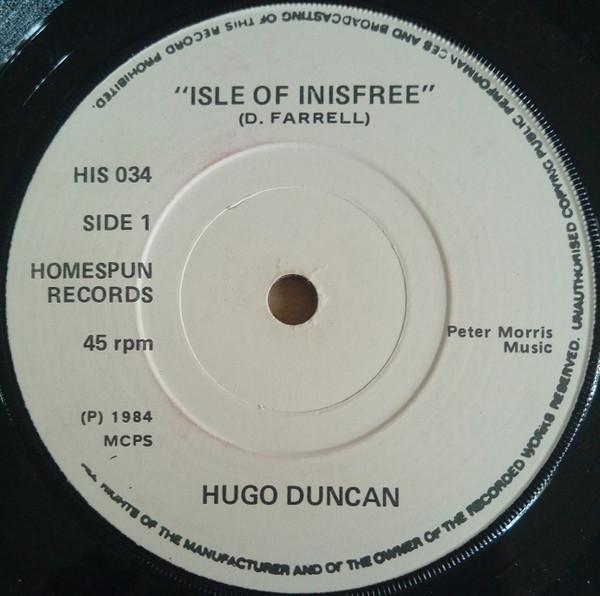 "ISLE OF INISFREE"
(D. FARRELL)
HIS 034
SIDE 1
HOMESPUN
RECORDS
45 rpm
Peter Morris
Music
(P) 1984
MCPS
HUGO DUNCAN
RIGHTS OF THE MANUFACTURER AND OF THE OWNER OF THE RECORDED WORKS RESERVED. UNAUTHORISED COPYING PUBLIC PERFORMANCES AND BROADCASTING OF THIS RECORD PROHIBITED.